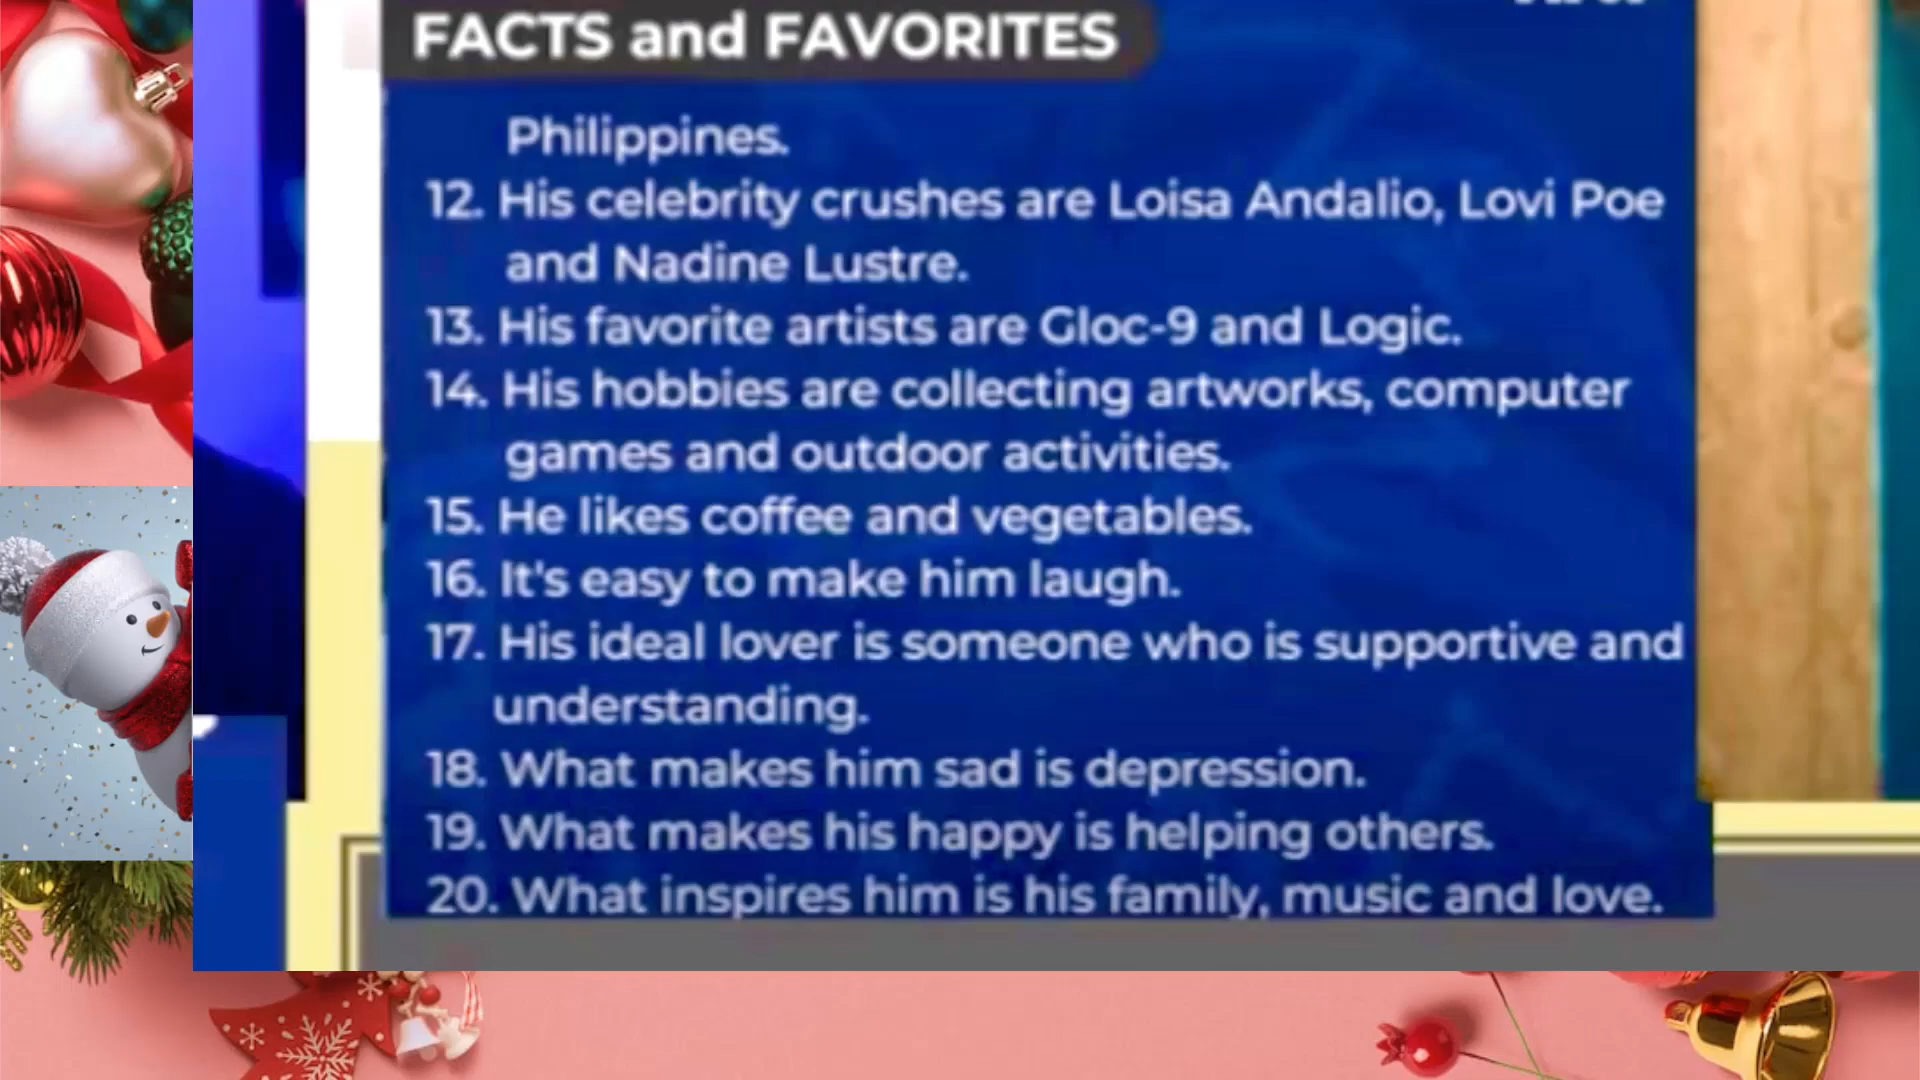 FACTS and FAVORITES
Philippines.
12. His celebrity crushes are Loisa Andalio, Lovi Poe
and Nadine Lustre.
13. His favorite artists are Gloc-9 and Logic.
14. His hobbies are collecting artworks, computer
games and outdoor activities.
15. He likes coffee and vegetables.
16. It's easy to make him laugh.
17. His ideal lover is someone who is supportive and
understanding.
18. What makes him sad is depression.
19. What makes his happy is helping others.
20. What inspires him is his family, music and love.